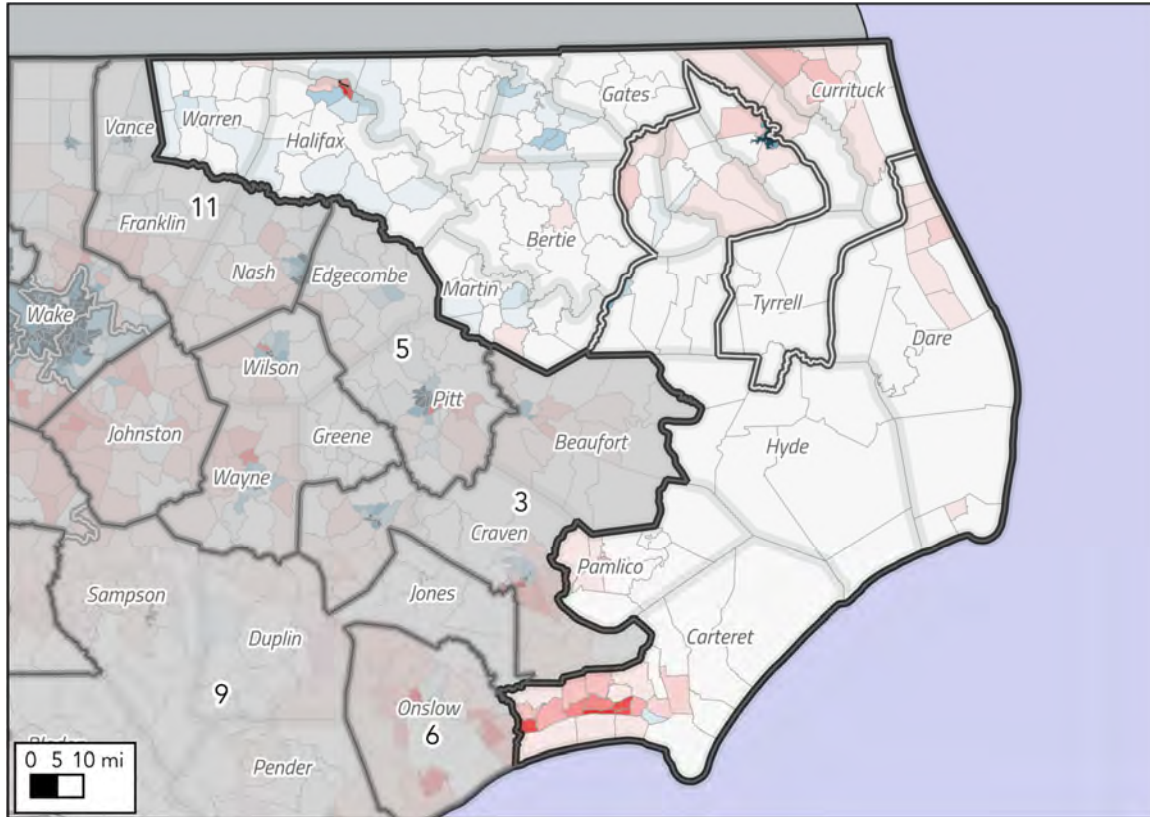 Currituck
Gates
Vance
Warren
Halifax
11
Franklin
Bertie
Nash
Edgecombe
Martin
Tyrrell
Wake
Dare
5
Wilson
Pitt
Johnston
Greene
Beaufort
Hyde
Wayne
3
Craven
Pamlico
Sampson
Jones
Duplin
Carteret
9
Onslow
6
Pender
0 5 10 mi